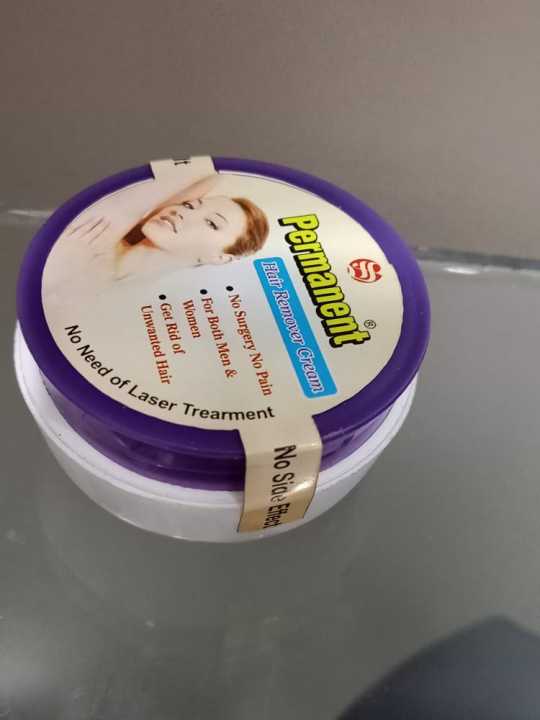 Permanent®
Hair Remover Cream
• No Surgery No Pain
• For Both Men &
Women
• Get Rid of
Unwanted Hair
No Need of Laser Trearment
No Side Effect